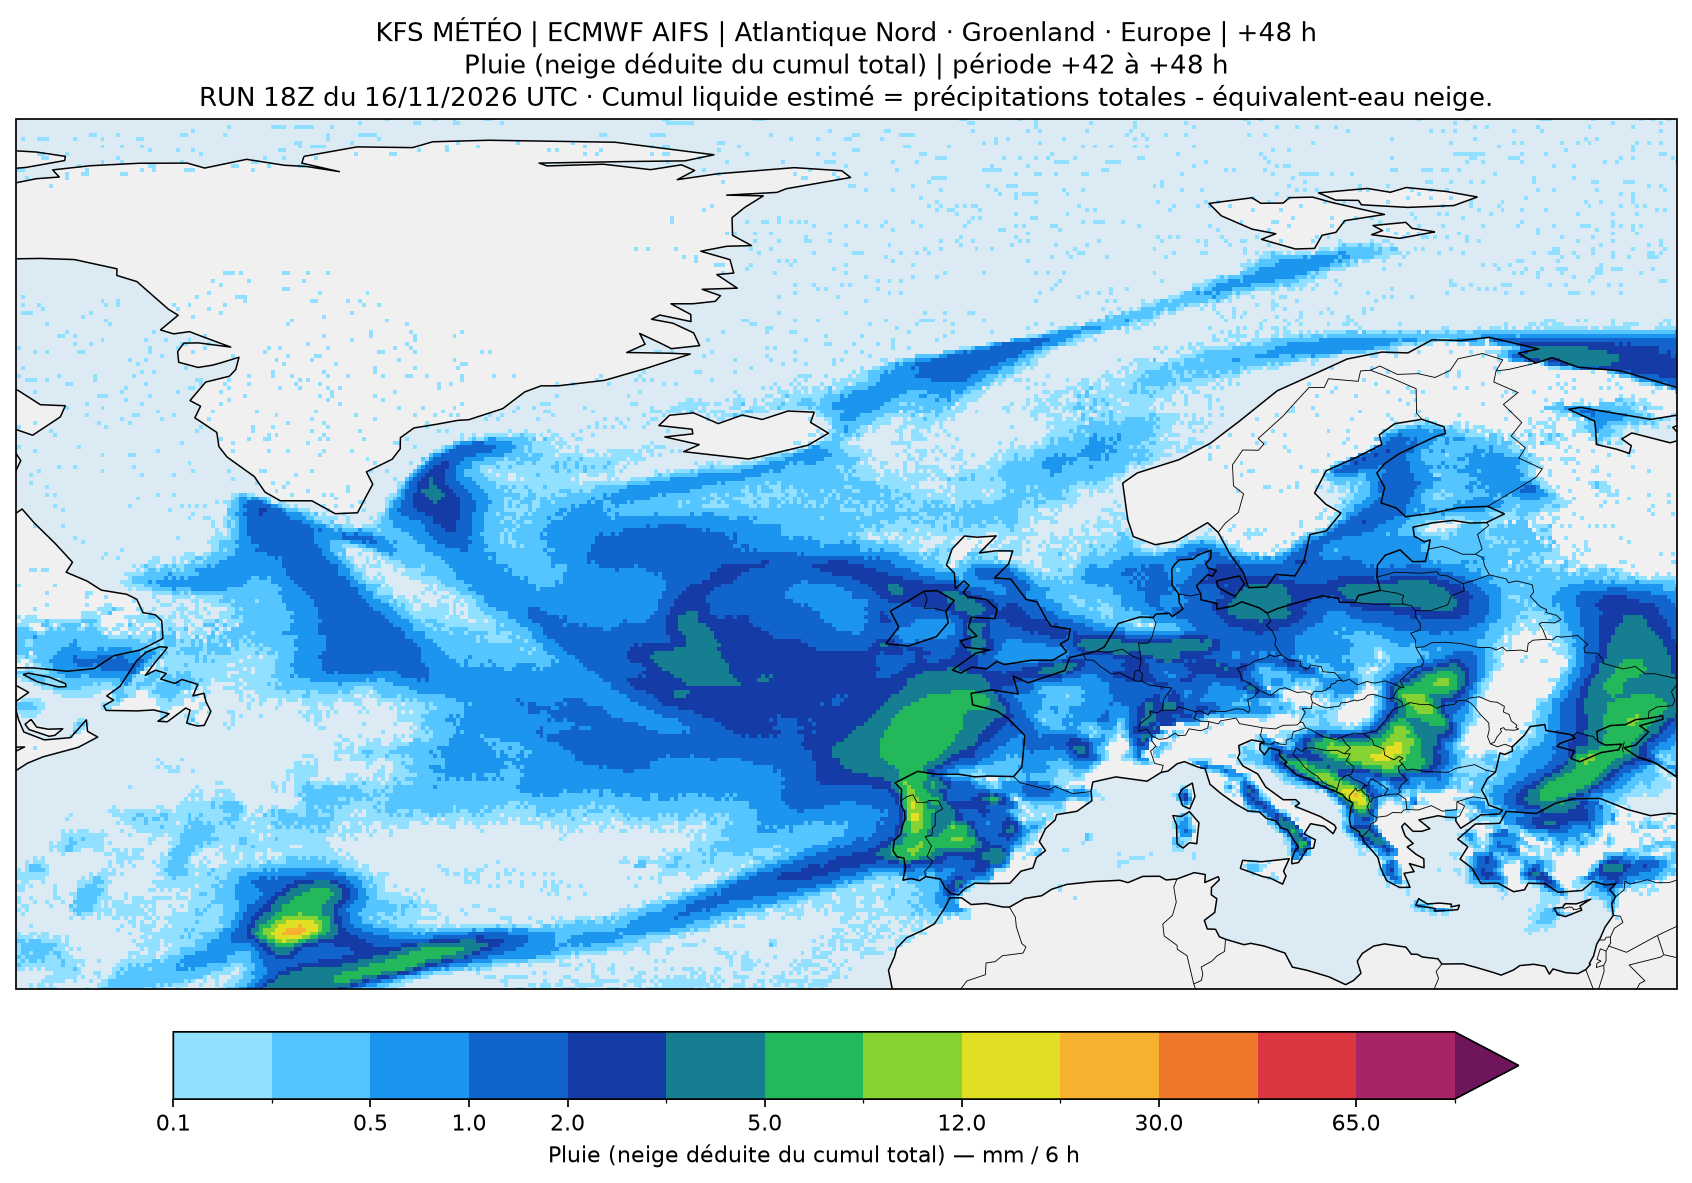 KFS MÉTÉO | ECMWF AIFS | Atlantique Nord · Groenland · Europe | +48 h
Pluie (neige déduite du cumul total) | période +42 à +48 h
RUN 18Z du 16/11/2026 UTC · Cumul liquide estimé = précipitations totales - équivalent-eau neige.
0.1 0.5 1.0 2.0 5.0 12.0 30.0 65.0
Pluie (neige déduite du cumul total) — mm / 6 h